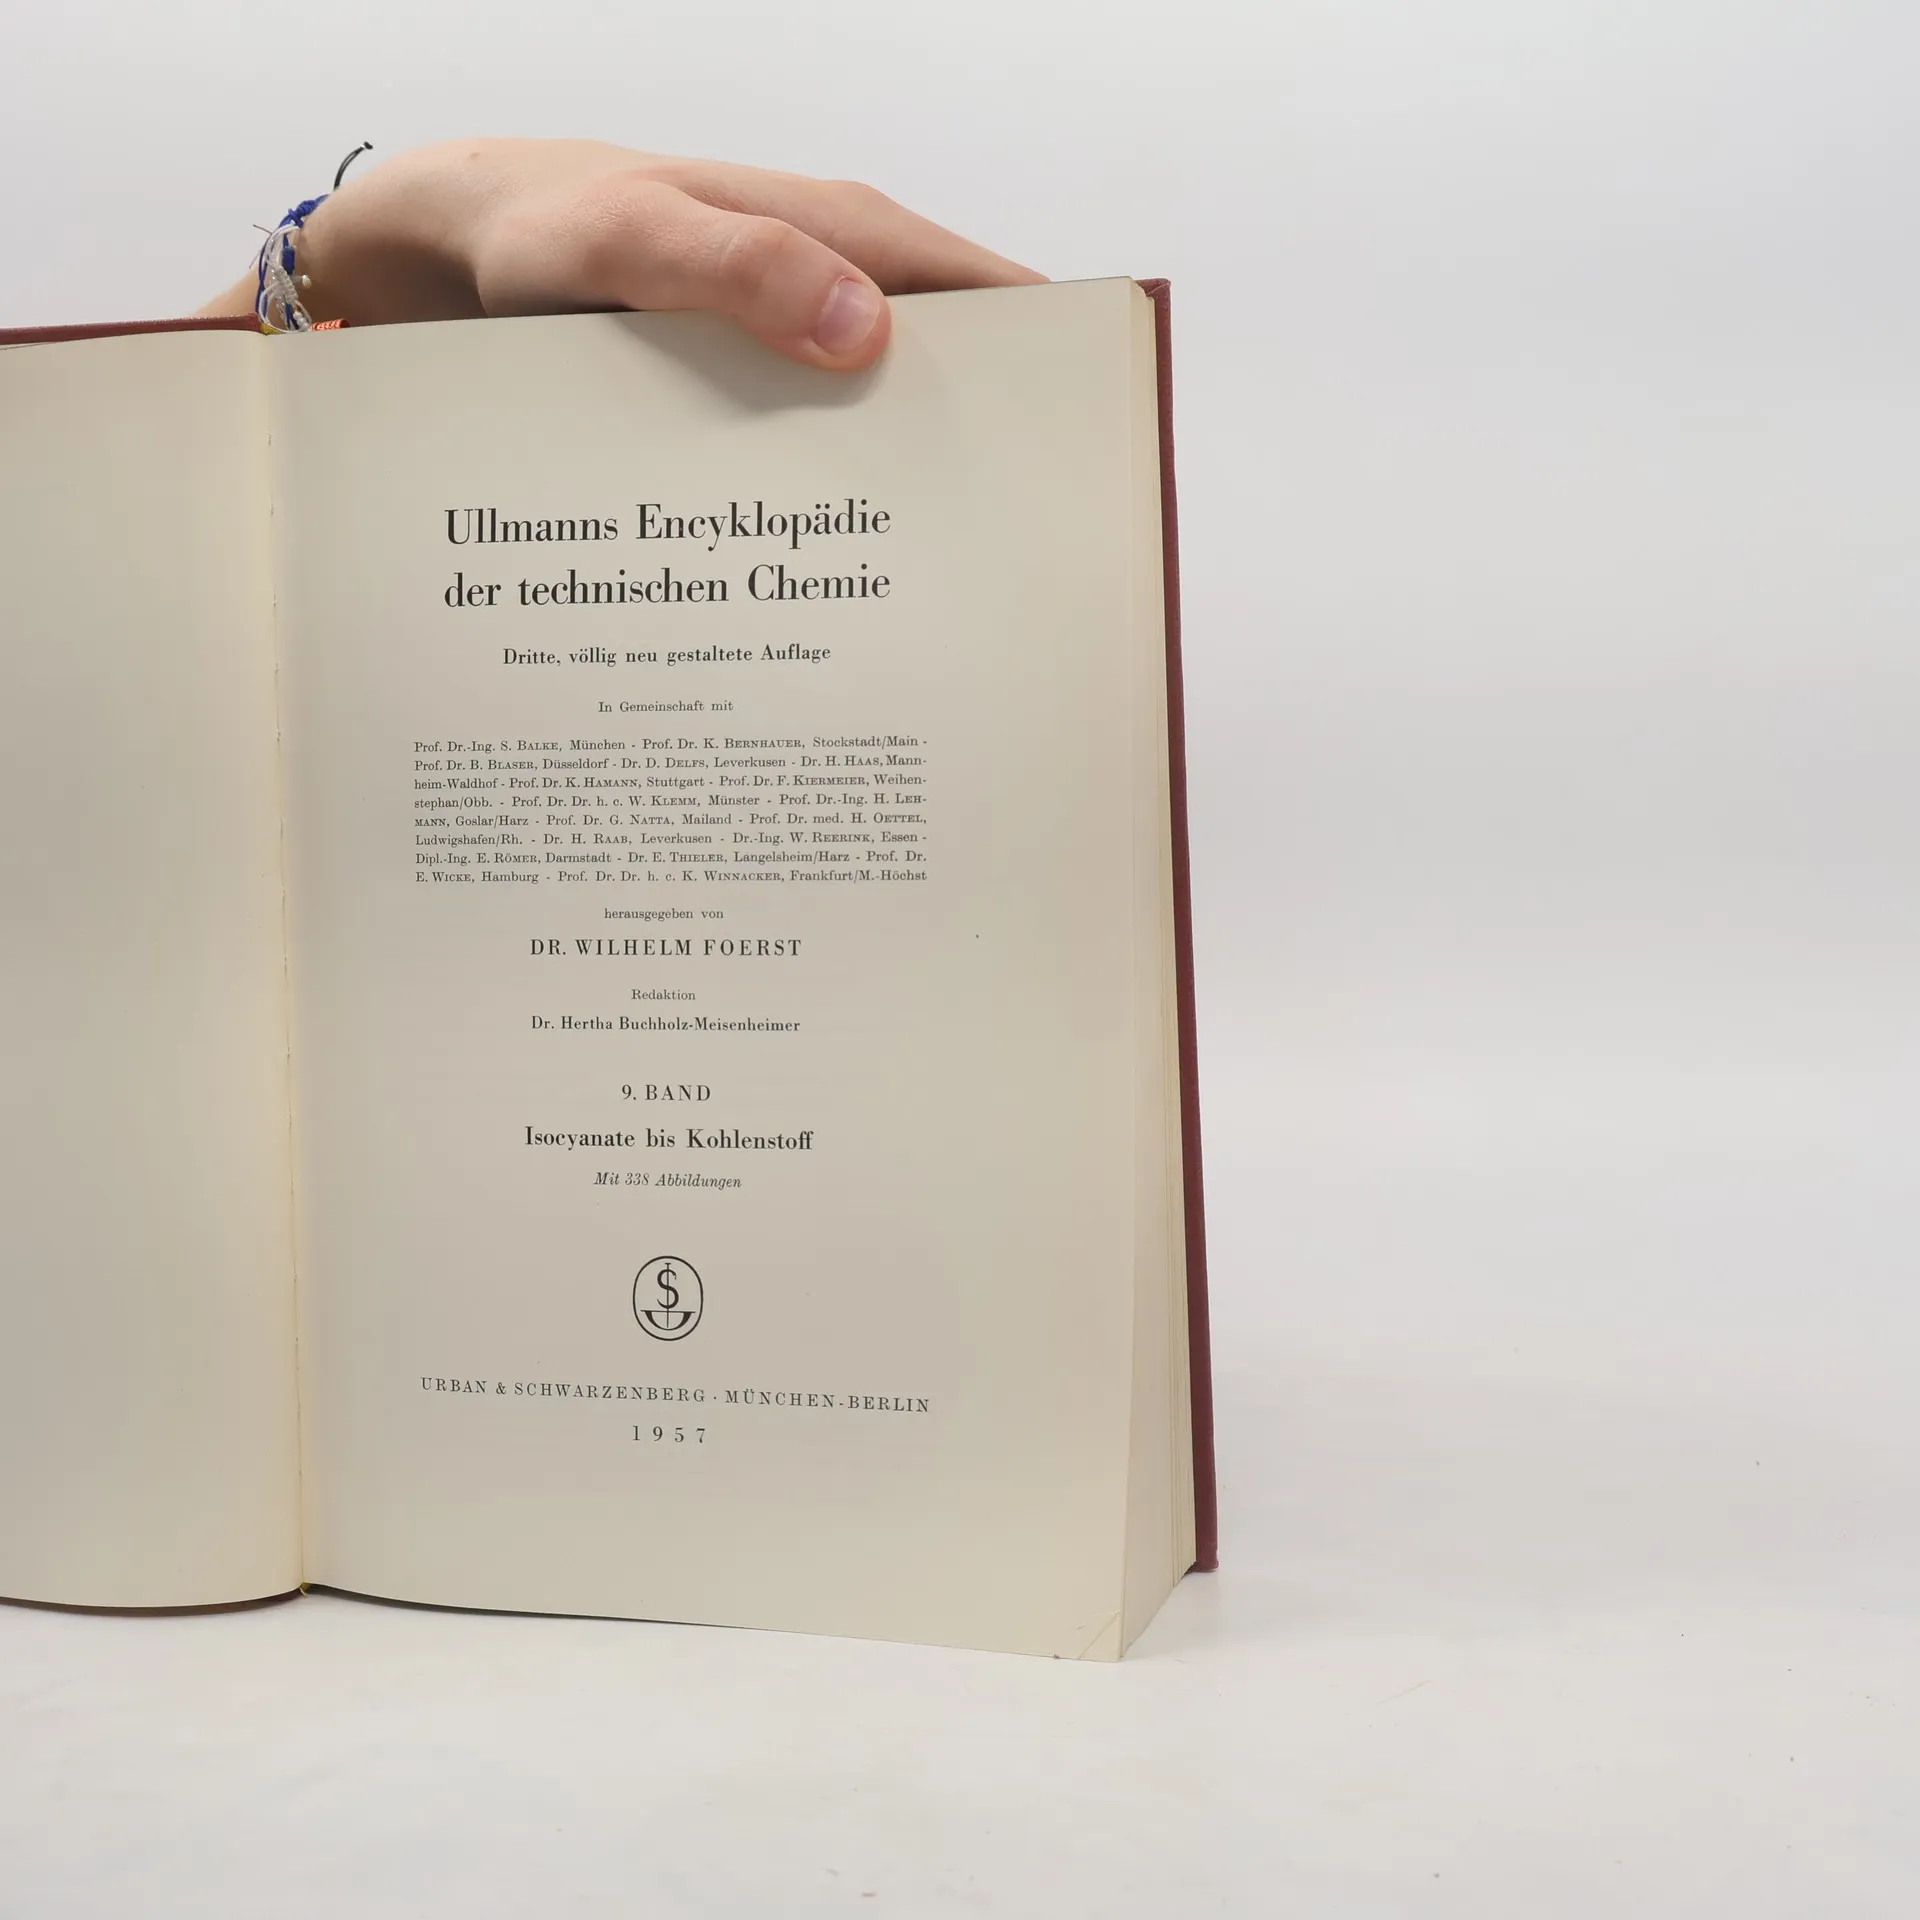 Ullmanns Encyklopädie
der technischen Chemie
Dritte, völlig neu gestaltete Auflage
In Gemeinschaft mit
Prof. Dr.-Ing. S. BALKE, München - Prof. Dr. K. BERNHAUER, Stockstadt/Main -
Prof. Dr. B. BLASER, Düsseldorf - Dr. D. DELFS, Leverkusen - Dr. H. HAAS, Mann-
heim-Waldhof - Prof. Dr. K. HAMANN, Stuttgart - Prof. Dr. F. KIERMEIER, Weihen-
stephan/Obb. - Prof. Dr. Dr. h. c. W. KLEMM, Münster - Prof. Dr.-Ing. H. LEH-
MANN, Goslar/Harz - Prof. Dr. G. NATTA, Mailand - Prof. Dr. med. H. OETTEL,
Ludwigshafen/Rh. - Dr. H. RAAB, Leverkusen - Dr.-Ing. W. REERINK, Essen -
Dipl.-Ing. E. RÖMER, Darmstadt - Dr. E. THIELER, Langelsheim/Harz - Prof. Dr.
E. WICKE, Hamburg - Prof. Dr. Dr. h. c. K. WINNACKER, Frankfurt/M.-Höchst
herausgegeben von
DR. WILHELM FOERST
Redaktion
Dr. Hertha Buchholz-Meisenheimer
9. BAND
Isocyanate bis Kohlenstoff
Mit 338 Abbildungen
URBAN & SCHWARZENBERG · MÜNCHEN-BERLIN
1957